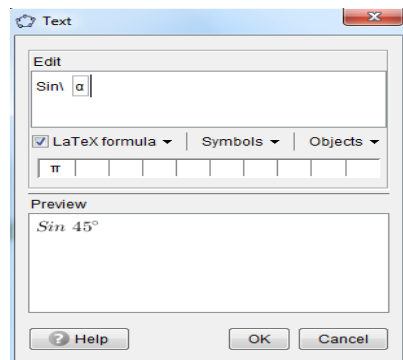 Text
Edit
Sin\ α
LaTeX formula Symbols Objects
π
Preview
Sin 45°
Help OK Cancel